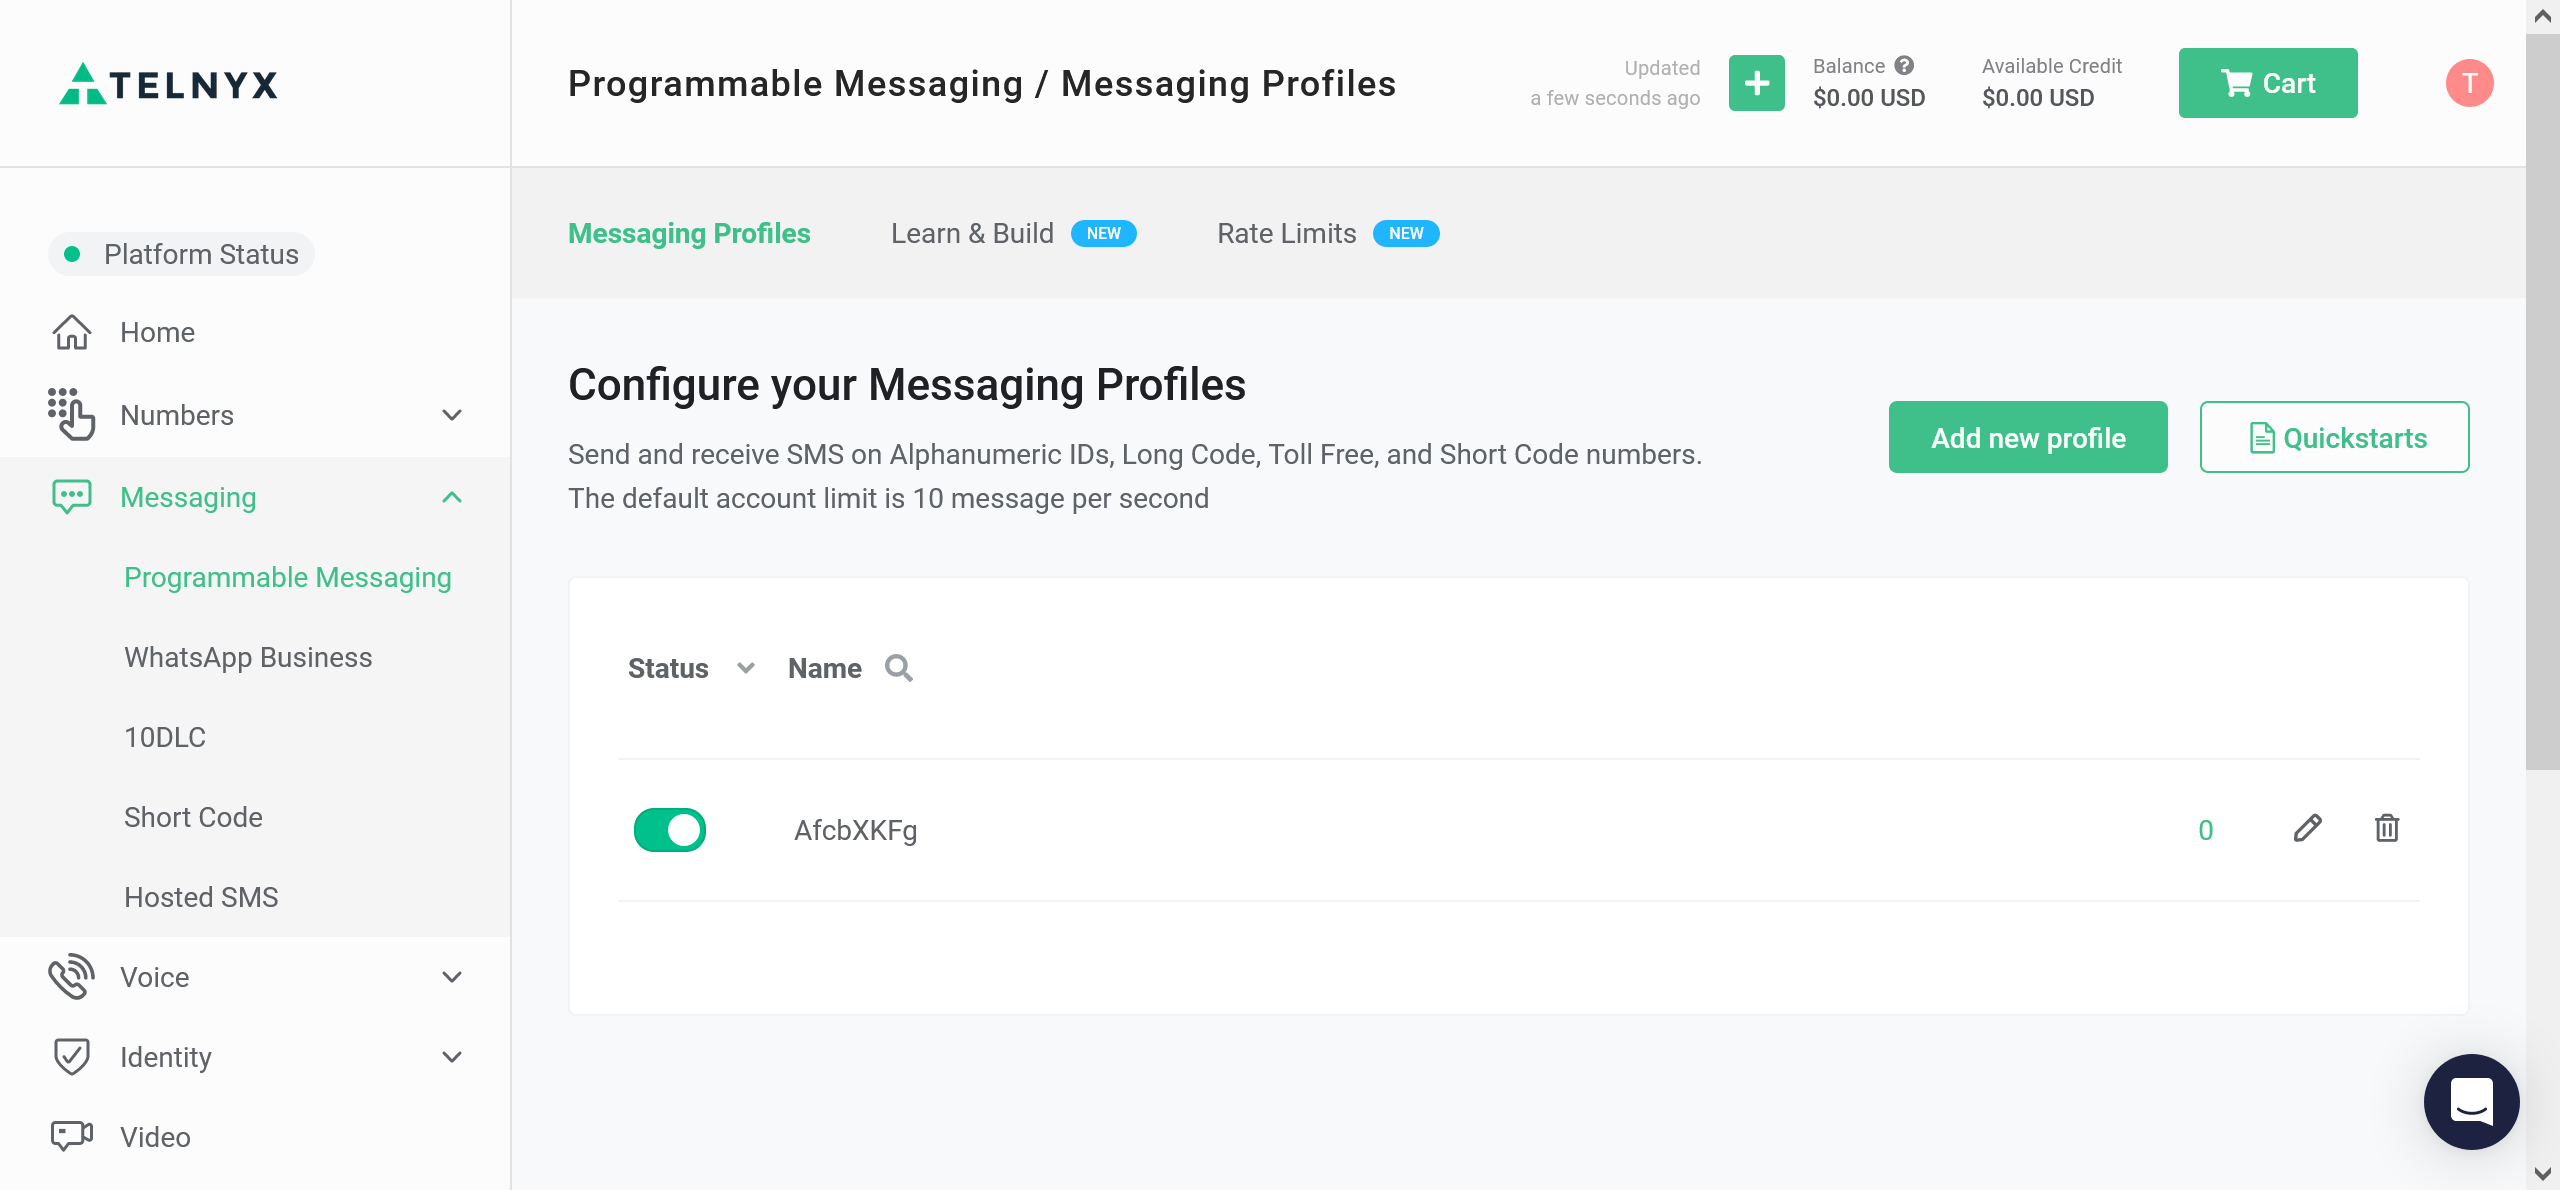 TELNYX
Programmable Messaging / Messaging Profiles
Updated
a few seconds ago
Balance
$0.00 USD
Available Credit
$0.00 USD
Cart
T
Platform Status
Home
Numbers
Messaging
Programmable Messaging
WhatsApp Business
10DLC
Short Code
Hosted SMS
Voice
Identity
Video
Messaging Profiles
Learn & Build NEW
Rate Limits NEW
Configure your Messaging Profiles
Send and receive SMS on Alphanumeric IDs, Long Code, Toll Free, and Short Code numbers.
The default account limit is 10 message per second
Add new profile
Quickstarts
Status
Name
AfcbXKFg
0